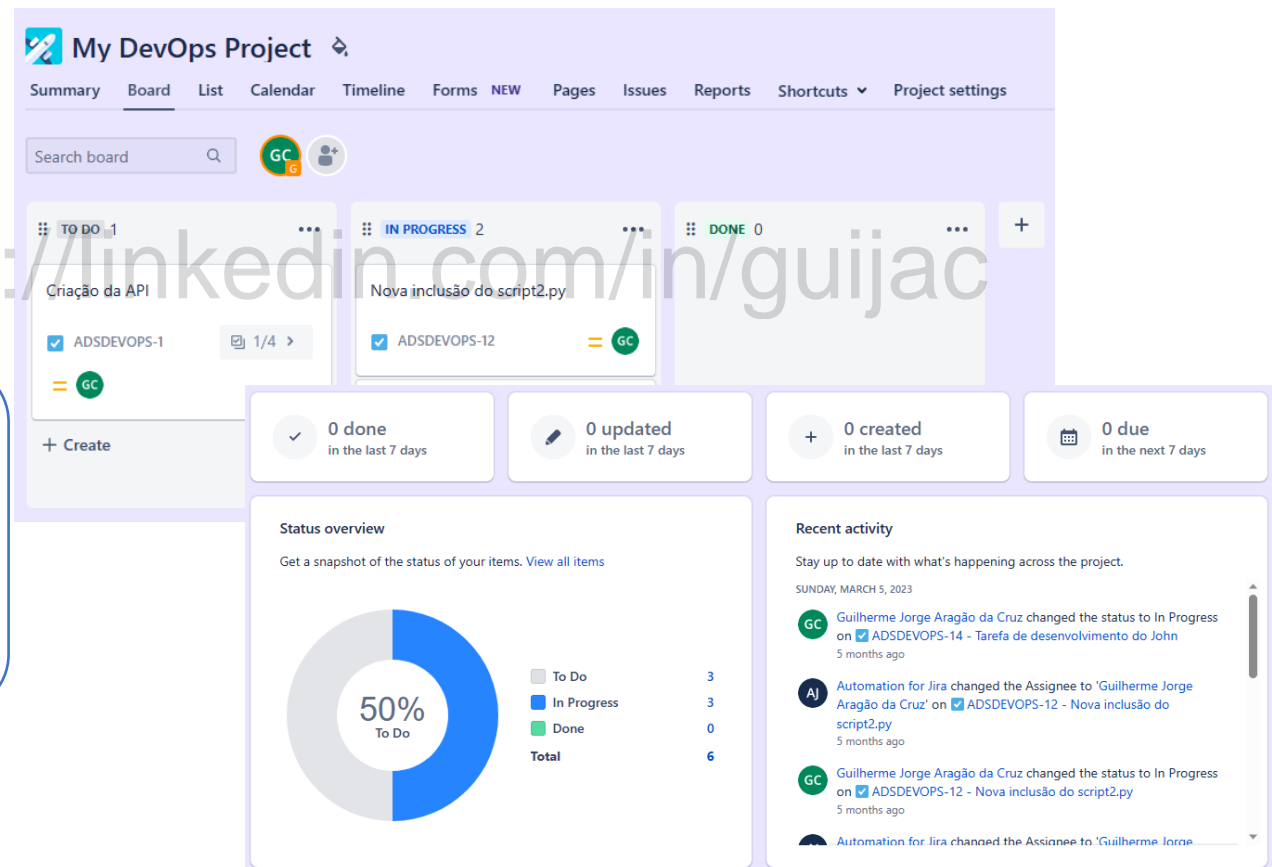 My DevOps Project
Summary Board List Calendar Timeline Forms NEW Pages Issues Reports Shortcuts Project settings
Search board
GC
G
TO DO 1
IN PROGRESS 2
DONE 0
://linkedin.com/in/guijac
Criação da API
Nova inclusão do script2.py
ADSDEVOPS-1
1/4
ADSDEVOPS-12
GC
GC
+ Create
0 done
in the last 7 days
0 updated
in the last 7 days
0 created
in the last 7 days
0 due
in the next 7 days
Status overview
Get a snapshot of the status of your items. View all items
50%
To Do
To Do 3
In Progress 3
Done 0
Total 6
Recent activity
Stay up to date with what's happening across the project.
SUNDAY, MARCH 5, 2023
GC
Guilherme Jorge Aragão da Cruz changed the status to In Progress
on ADSDEVOPS-14 - Tarefa de desenvolvimento do John
5 months ago
AJ
Automation for Jira changed the Assignee to 'Guilherme Jorge
Aragão da Cruz' on ADSDEVOPS-12 - Nova inclusão do
script2.py
5 months ago
GC
Guilherme Jorge Aragão da Cruz changed the status to In Progress
on ADSDEVOPS-12 - Nova inclusão do script2.py
5 months ago
Automation for Jira changed the Assignee to 'Guilherme Jorge